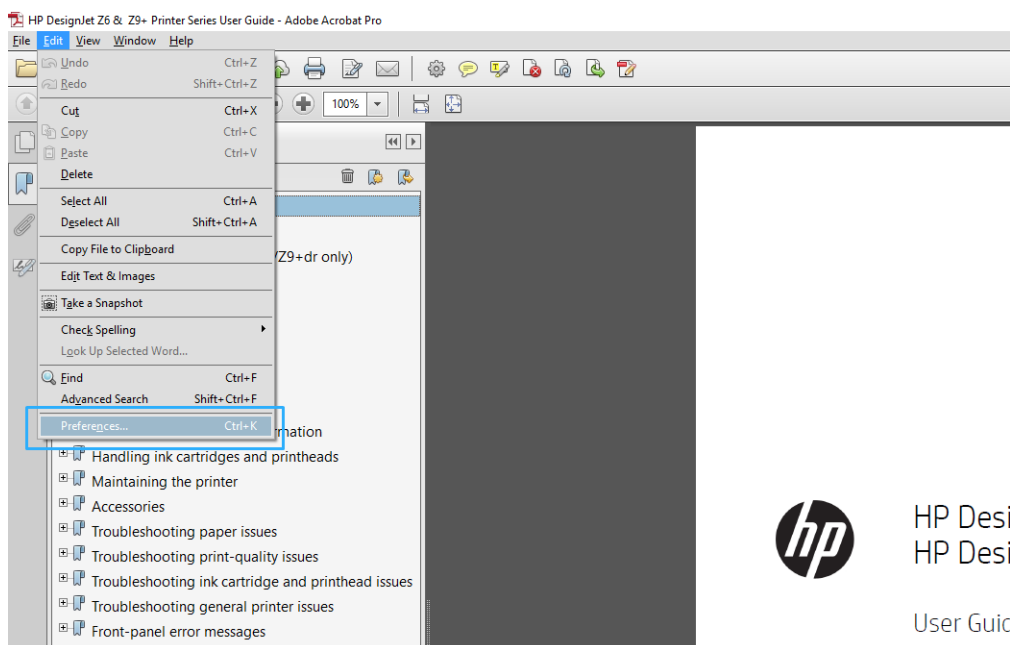 HP DesignJet Z6 & Z9+ Printer Series User Guide - Adobe Acrobat Pro
File Edit View Window Help
Undo Ctrl+Z
Redo Shift+Ctrl+Z
Cut Ctrl+X
Copy Ctrl+C
Paste Ctrl+V
Delete
Select All Ctrl+A
Deselect All Shift+Ctrl+A
Copy File to Clipboard
Edit Text & Images
Take a Snapshot
Check Spelling
Look Up Selected Word...
Find Ctrl+F
Advanced Search Shift+Ctrl+F
Preferences... Ctrl+K
100%
/Z9+dr only)
rmation
Handling ink cartridges and printheads
Maintaining the printer
Accessories
Troubleshooting paper issues
Troubleshooting print-quality issues
Troubleshooting ink cartridge and printhead issues
Troubleshooting general printer issues
Front-panel error messages
hp
HP Desi
HP Desi
User Guid